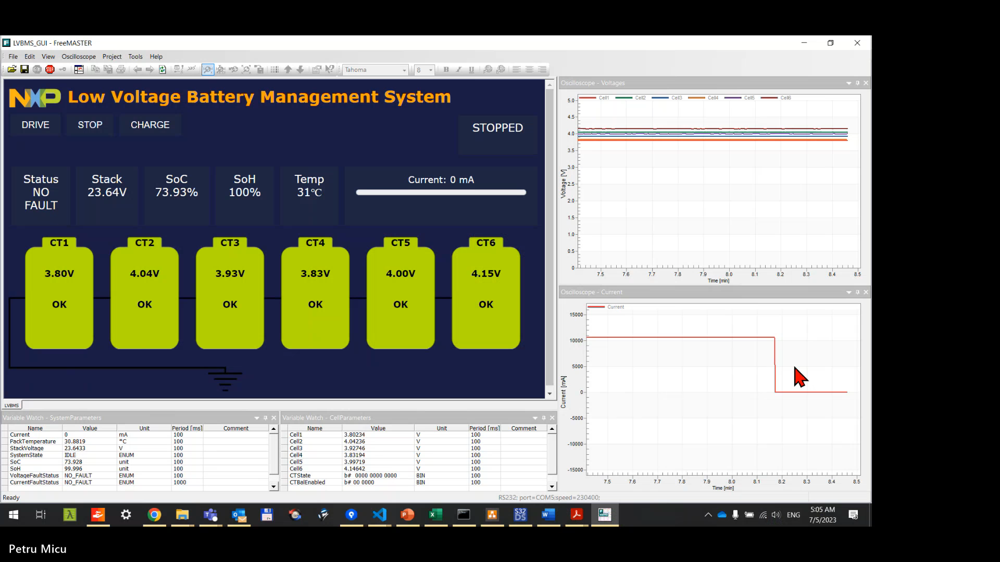 LVBMS_GUI - FreeMASTER
File Edit View Oscilloscope Project Tools Help
Tahoma 8 B I U
NXP Low Voltage Battery Management System
DRIVE STOP CHARGE
STOPPED
Status
NO
FAULT
Stack
23.64V
SoC
73.93%
SoH
100%
Temp
31℃
Current: 0 mA
CT1 CT2 CT3 CT4 CT5 CT6
3.80V 4.04V 3.93V 3.83V 4.00V 4.15V
OK OK OK OK OK OK
LVBMS
Oscilloscope - Voltages
Cell1 Cell2 Cell3 Cell4 Cell5 Cell6
5.0
4.5
4.0
3.5
3.0
2.5
2.0
1.5
1.0
0.5
0
Voltage [V]
7.5 7.6 7.7 7.8 7.9 8.0 8.1 8.2 8.3 8.4 8.5
Time [min]
Oscilloscope - Current
Current
15000
10000
5000
0
-5000
-10000
-15000
Current [mA]
7.5 7.6 7.7 7.8 7.9 8.0 8.1 8.2 8.3 8.4 8.5
Time [min]
Variable Watch - SystemParameters
Name Value Unit Period [ms] Comment
Current 0 mA 100
PackTemperature 30.8819 *C 100
StackVoltage 23.6433 V 100
SystemState IDLE ENUM 100
SoC 73.928 unit 100
SoH 99.996 unit 100
VoltageFaultStatus NO_FAULT ENUM 100
CurrentFaultStatus NO_FAULT ENUM 1000
Variable Watch - CellParameters
Name Value Unit Period [ms] Comment
Cell1 3.80234 V 100
Cell2 4.04236 V 100
Cell3 3.92746 V 100
Cell4 3.83194 V 100
Cell5 3.99719 V 100
Cell6 4.14642 V 100
CTState b# 0000 0000 0000 BIN 100
CTBalEnabled b# 00 0000 BIN 100
Ready
RS232; port=COM5;speed=230400;
S32
DS
ENG
5:05 AM
7/5/2023
Petru Micu